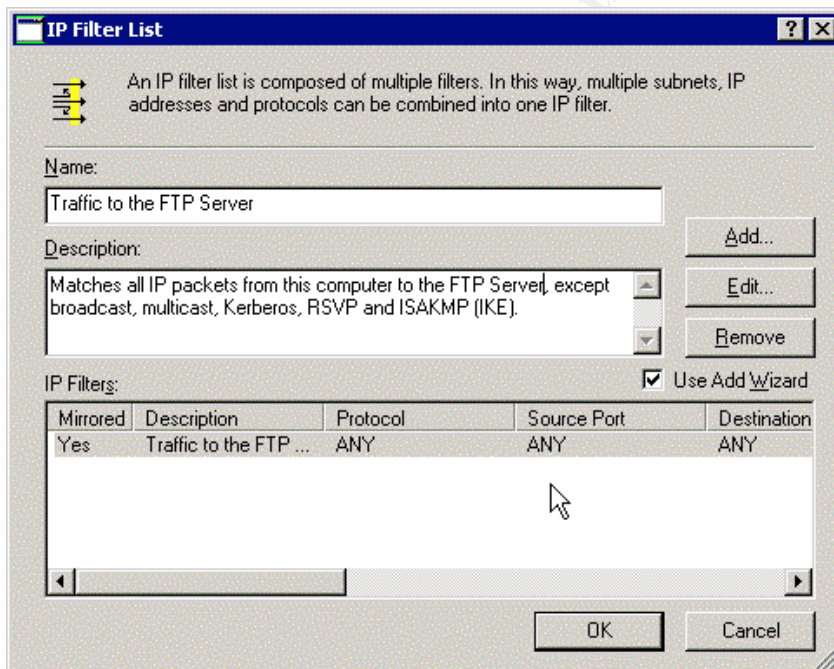 IP Filter List
An IP filter list is composed of multiple filters. In this way, multiple subnets, IP
addresses and protocols can be combined into one IP filter.
Name:
Traffic to the FTP Server
Add...
Description:
Matches all IP packets from this computer to the FTP Server, except
broadcast, multicast, Kerberos, RSVP and ISAKMP (IKE).
Edit...
Remove
IP Filters:
Use Add Wizard
Mirrored Description Protocol Source Port Destination
Yes Traffic to the FTP ... ANY ANY ANY
OK
Cancel